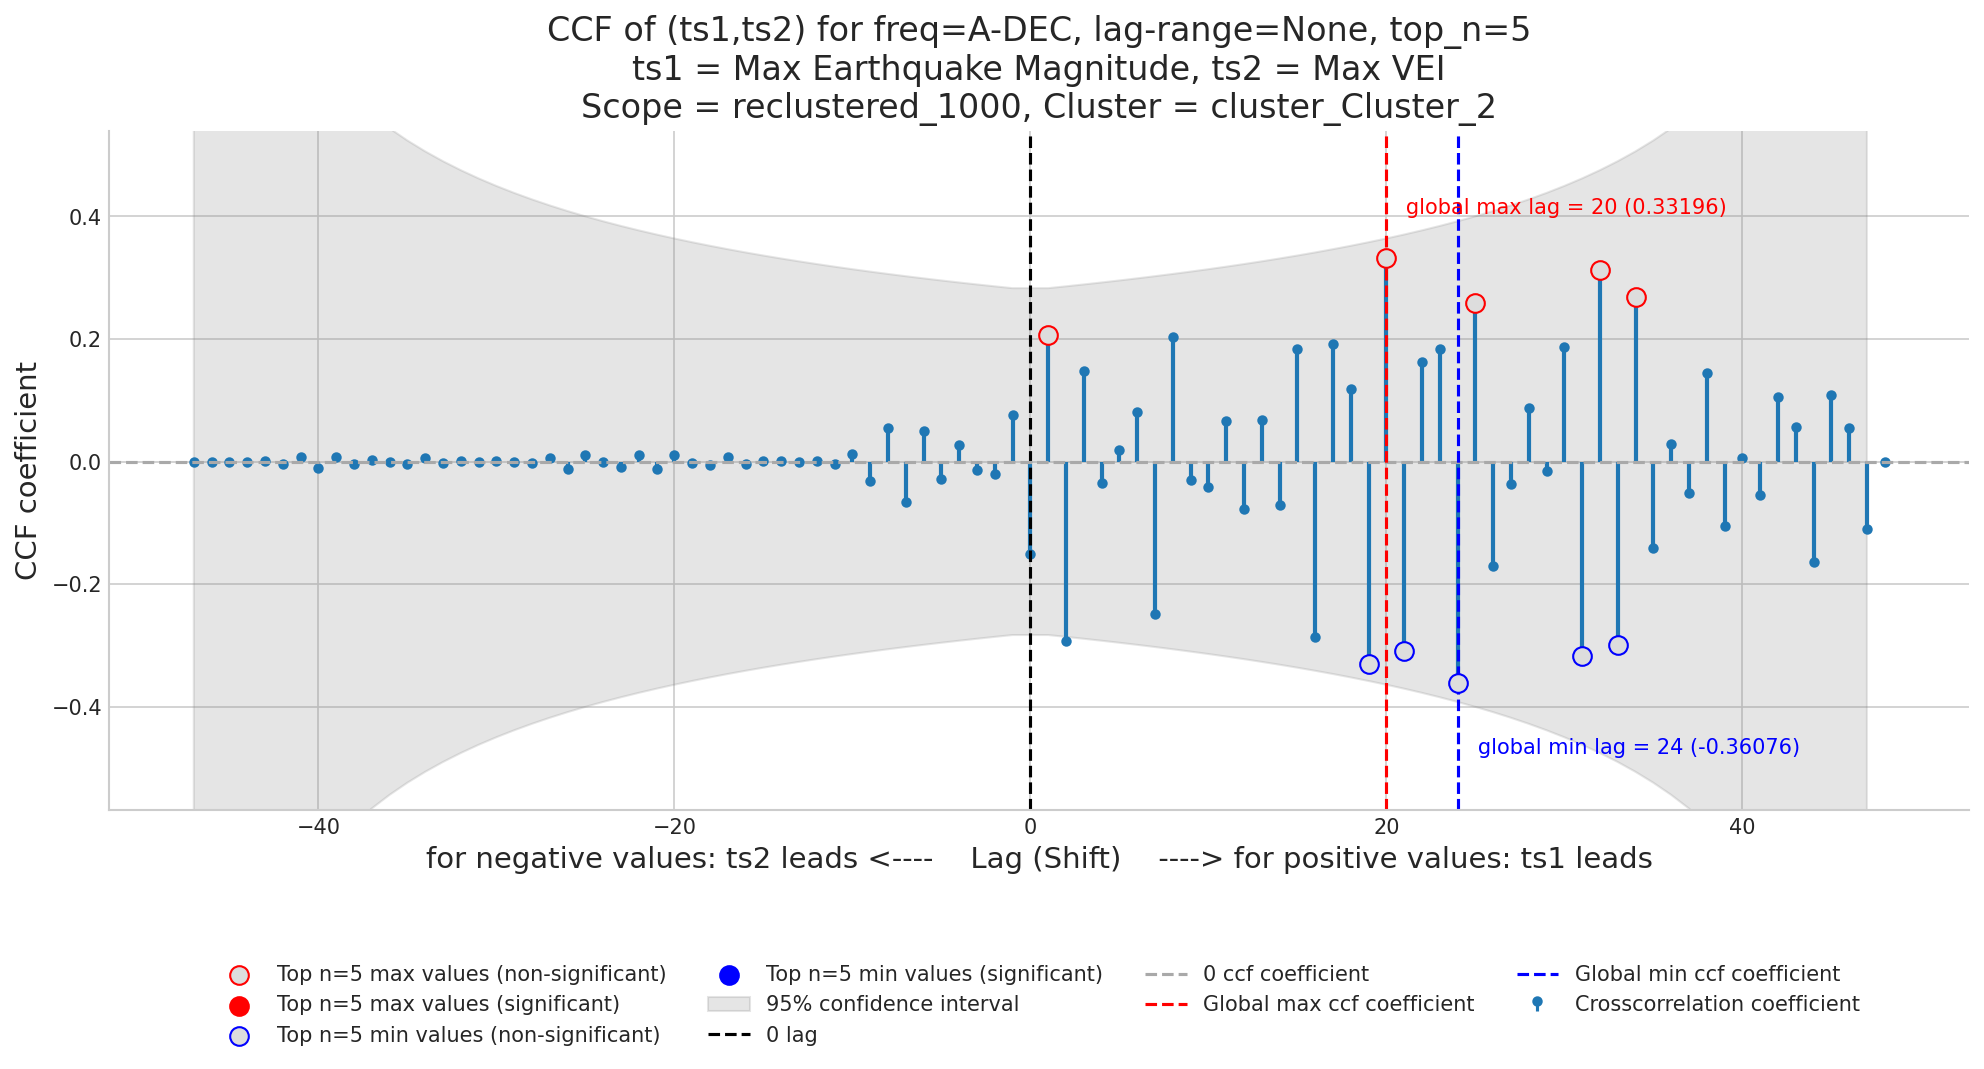 CCF of (ts1,ts2) for freq=A-DEC, lag-range=None, top_n=5
ts1 = Max Earthquake Magnitude, ts2 = Max VEI
Scope = reclustered_1000, Cluster = cluster_Cluster_2
CCF coefficient
0.4
0.2
0.0
−0.2
−0.4
global max lag = 20 (0.33196)
global min lag = 24 (-0.36076)
−40
−20
0
20
40
for negative values: ts2 leads <----    Lag (Shift)    ----> for positive values: ts1 leads
Top n=5 max values (non-significant)
Top n=5 max values (significant)
Top n=5 min values (non-significant)
Top n=5 min values (significant)
95% confidence interval
0 lag
0 ccf coefficient
Global max ccf coefficient
Global min ccf coefficient
Crosscorrelation coefficient